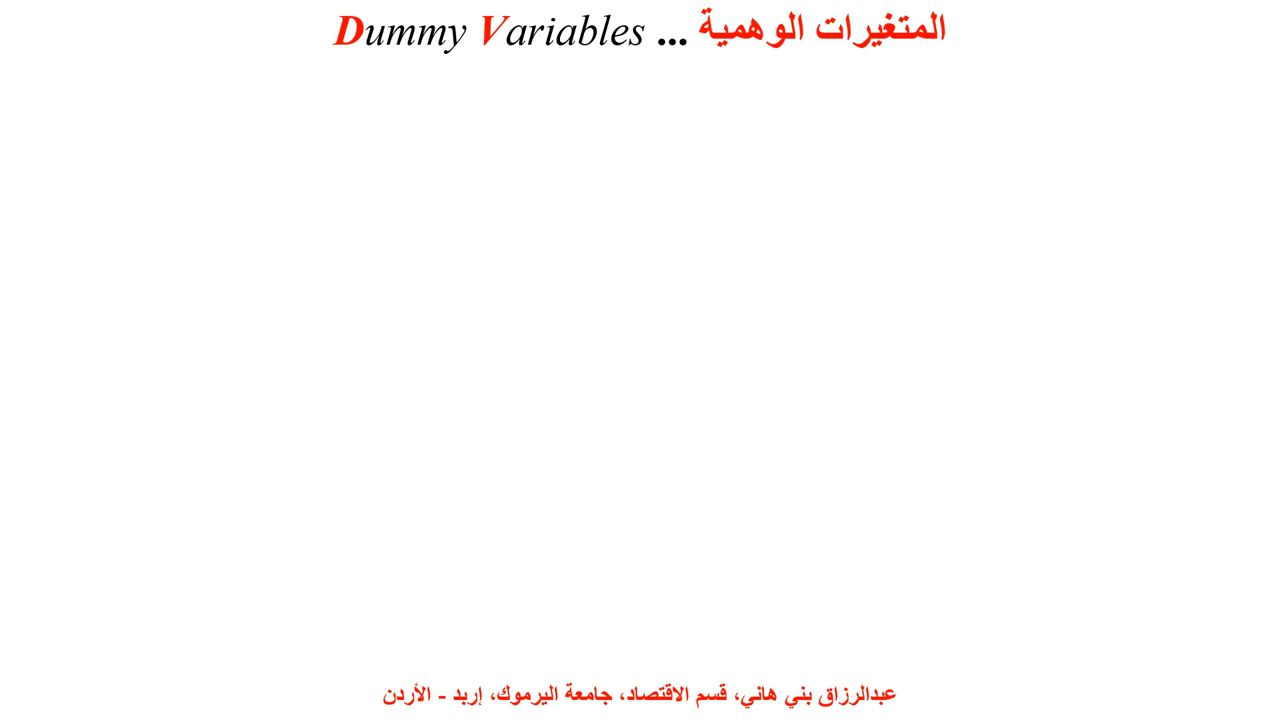 المتغيرات الوهمية ... Dummy Variables
عبدالرزاق بني هاني، قسم الاقتصاد، جامعة اليرموك، إربد - الأردن